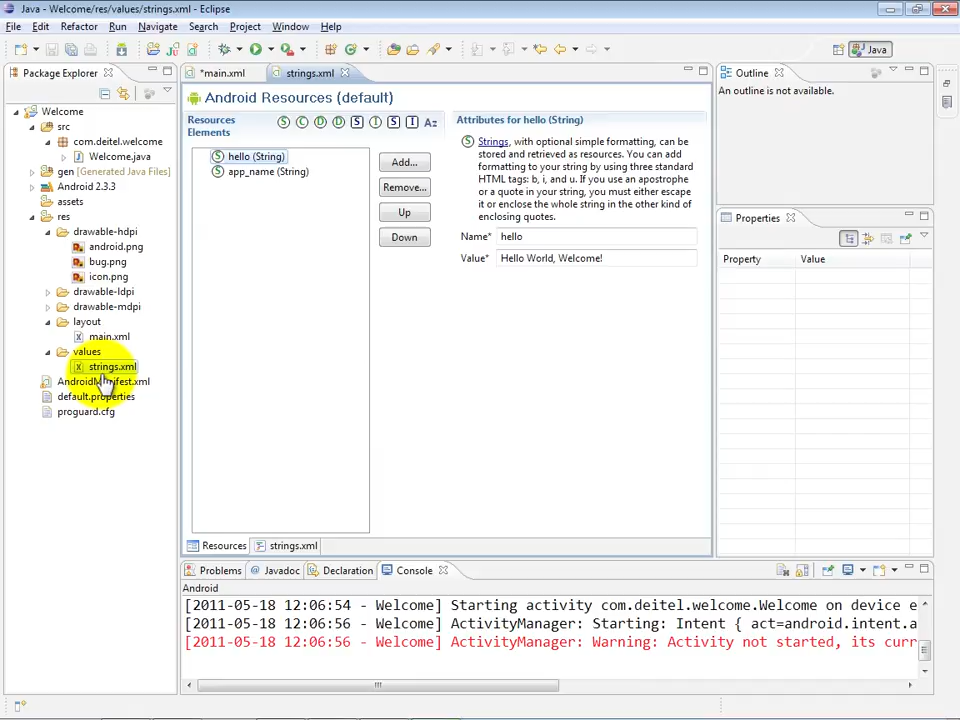 Java - Welcome/res/values/strings.xml - Eclipse
File Edit Refactor Run Navigate Search Project Window Help
Java
Package Explorer
Welcome
src
com.deitel.welcome
Welcome.java
gen [Generated Java Files]
Android 2.3.3
assets
res
drawable-hdpi
android.png
bug.png
icon.png
drawable-ldpi
drawable-mdpi
layout
main.xml
values
strings.xml
AndroidManifest.xml
default.properties
proguard.cfg
*main.xml
strings.xml
Android Resources (default)
Resources Elements
S C D D S I S I Az
S hello (String)
S app_name (String)
Add...
Remove...
Up
Down
Attributes for hello (String)
S Strings, with optional simple formatting, can be
stored and retrieved as resources. You can add
formatting to your string by using three standard
HTML tags: b, i, and u. If you use an apostrophe
or a quote in your string, you must either escape
it or enclose the whole string in the other kind of
enclosing quotes.
Name* hello
Value* Hello World, Welcome!
Resources strings.xml
Outline
An outline is not available.
Properties
Property Value
Problems Javadoc Declaration Console
Android
[2011-05-18 12:06:54 - Welcome] Starting activity com.deitel.welcome.Welcome on device e
[2011-05-18 12:06:56 - Welcome] ActivityManager: Starting: Intent { act=android.intent.a
[2011-05-18 12:06:56 - Welcome] ActivityManager: Warning: Activity not started, its curr